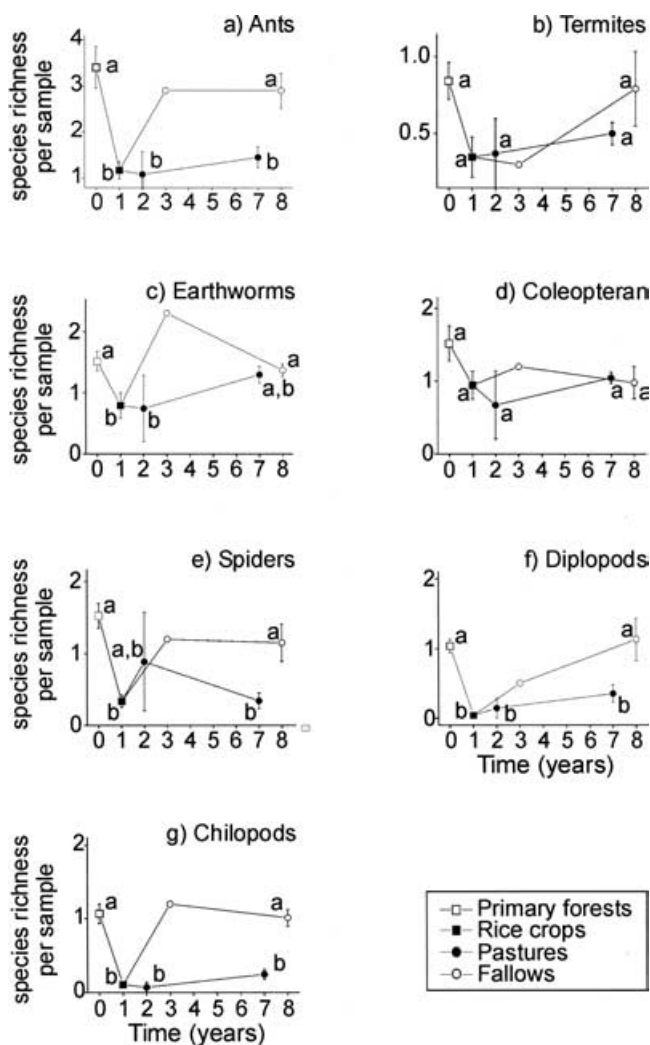 a) Ants
b) Termites
species richness
per sample
4
3
2
1
a
b
b
a
b
0 1 2 3 4 5 6 7 8
1.0
0.5
a
a
a
a
a
0 1 2 3 4 5 6 7 8
c) Earthworms
d) Coleopteran
species richness
per sample
2
1
0
a
b
b
a
a,b
0 1 2 3 4 5 6 7 8
2
1
0
a
a
a
a
a
0 1 2 3 4 5 6 7 8
e) Spiders
f) Diplopods
species richness
per sample
2
1
0
a
a,b
b
a
b
0 1 2 3 4 5 6 7 8
2
1
0
a
b
b
a
b
0 1 2 3 4 5 6 7 8
Time (years)
g) Chilopods
species richness
per sample
2
1
0
a
b
b
a
b
0 1 2 3 4 5 6 7 8
Time (years)
Primary forests
Rice crops
Pastures
Fallows